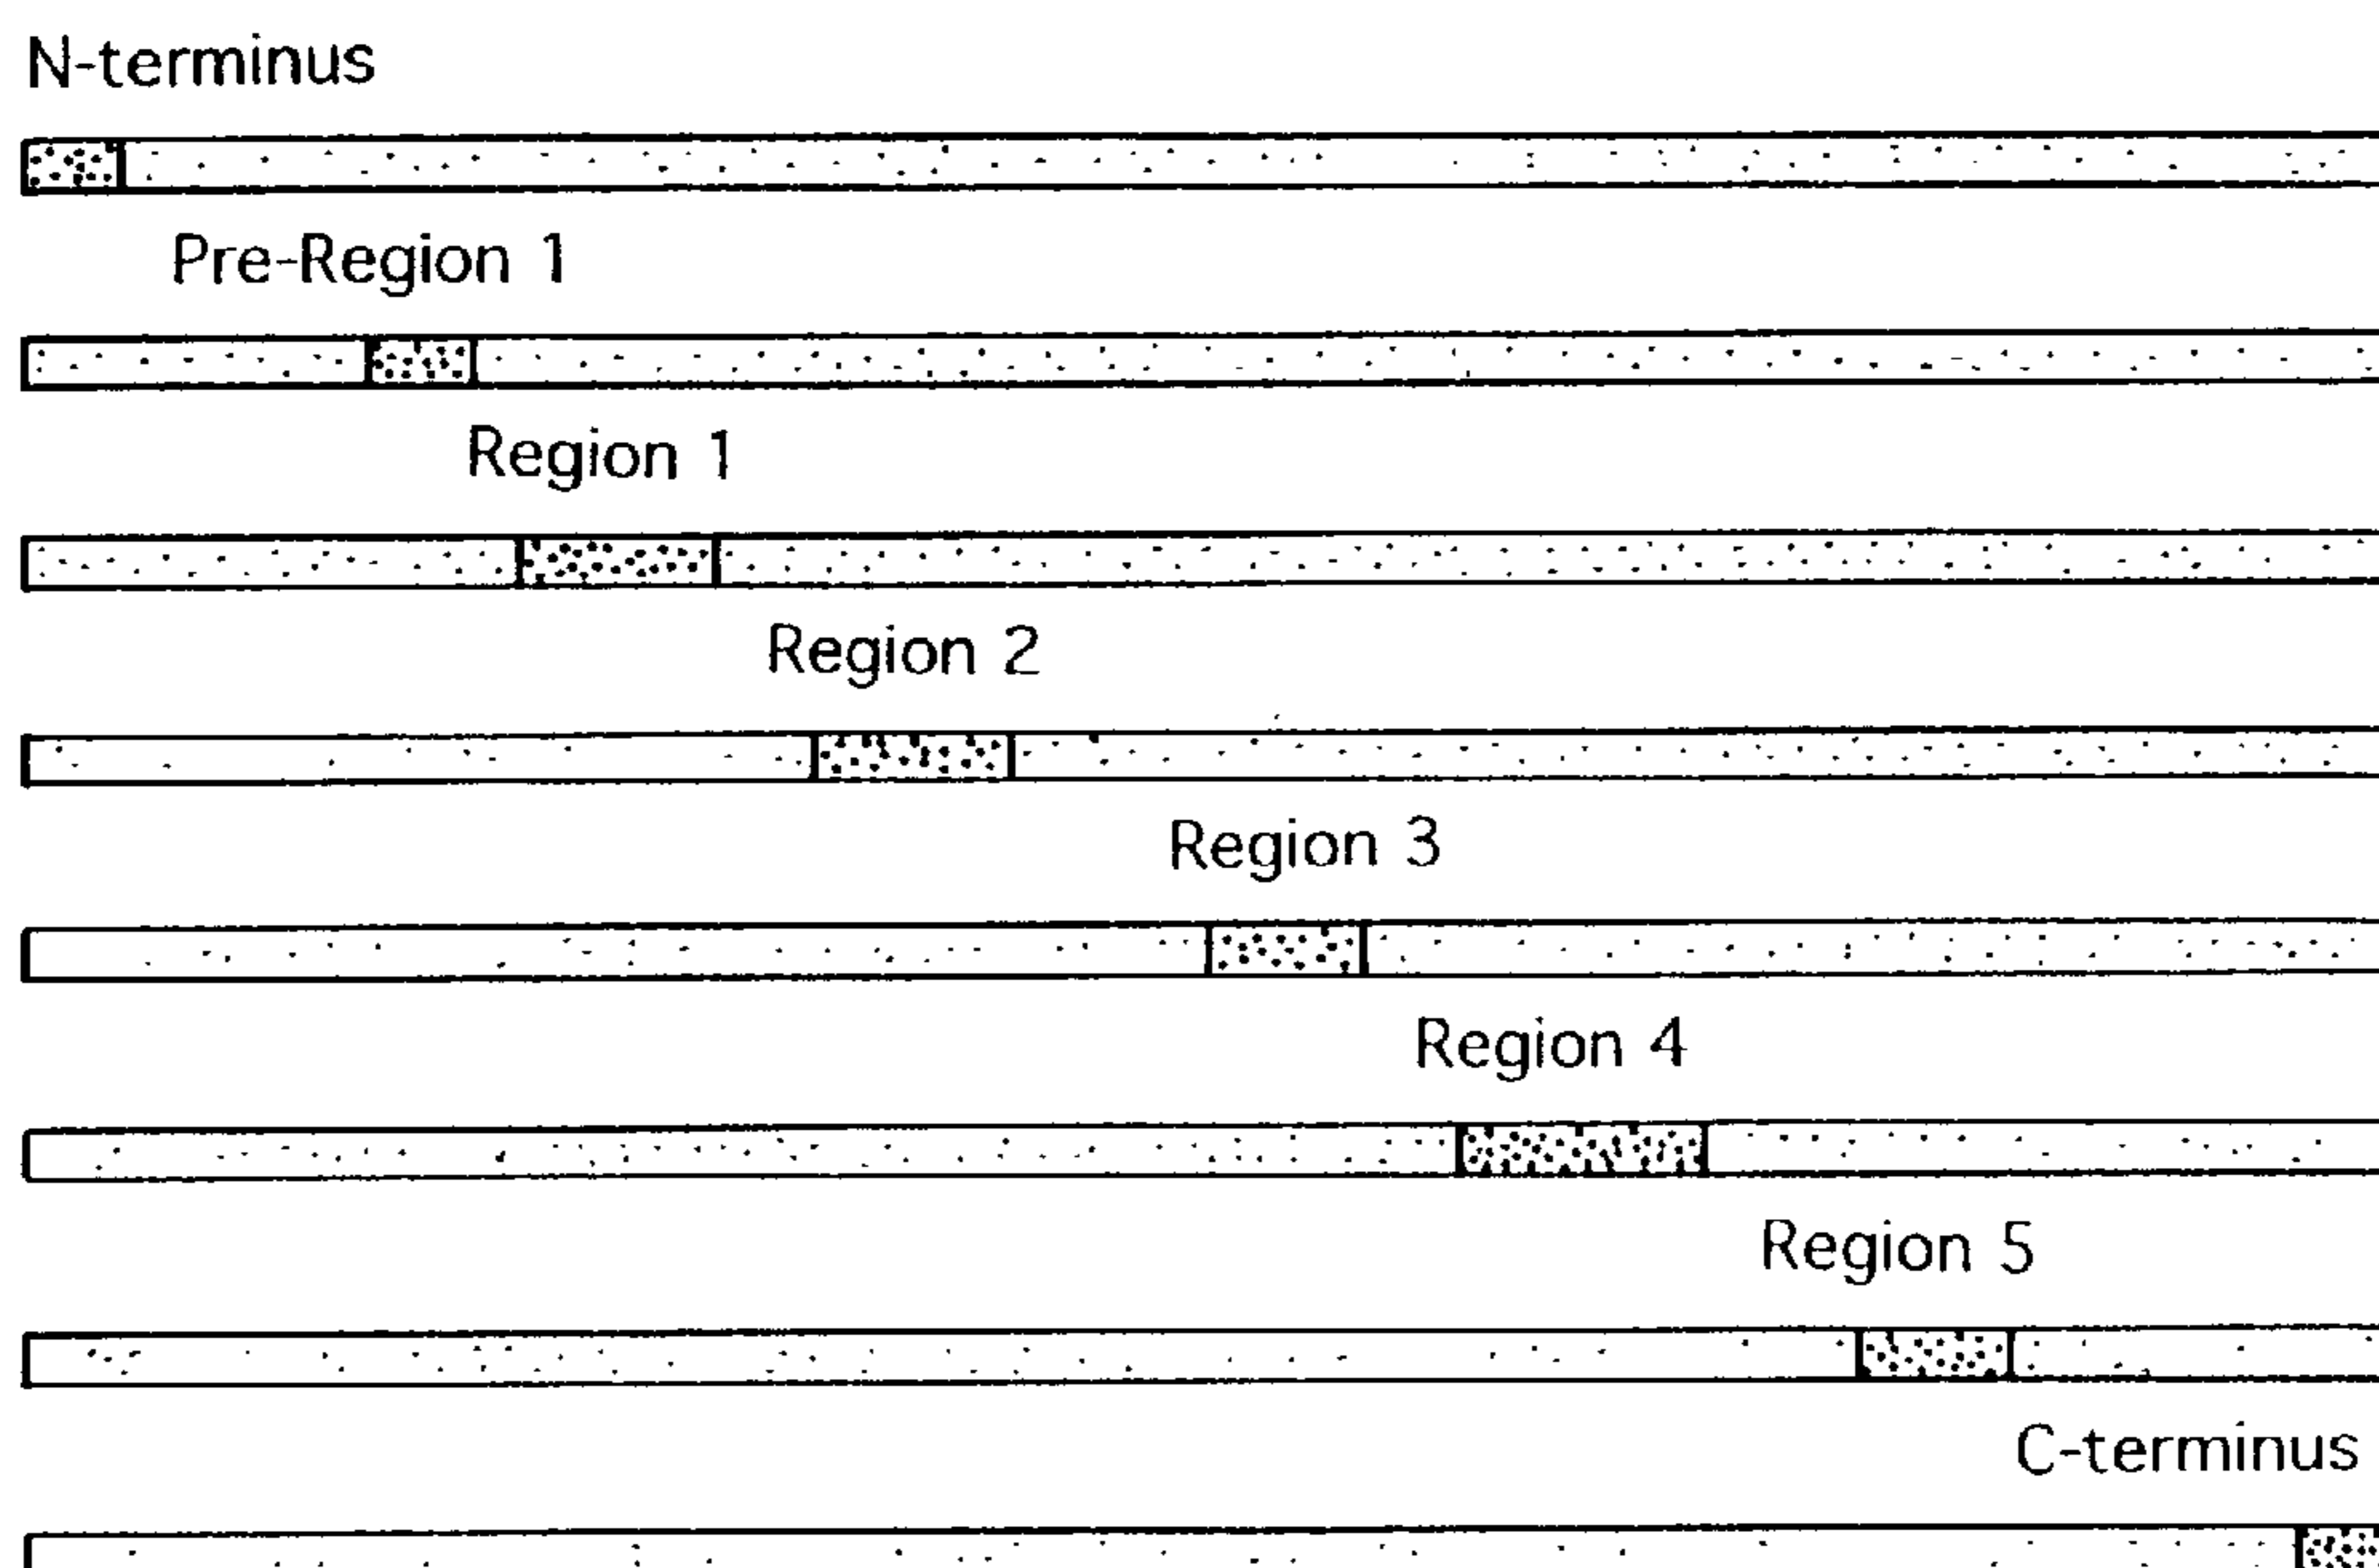 N-terminus
Pre-Region 1
Region 1
Region 2
Region 3
Region 4
Region 5
C-terminus